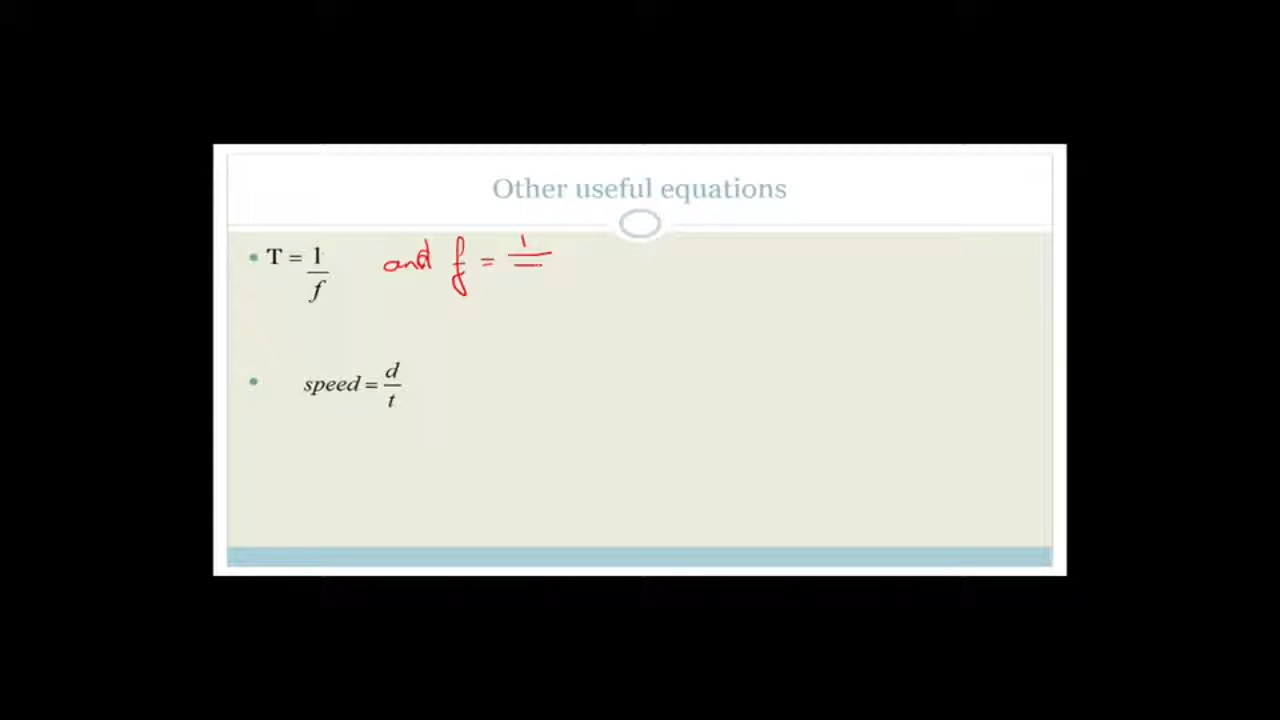 Other useful equations
• T = 1/f and f = 1/
• speed = d/t